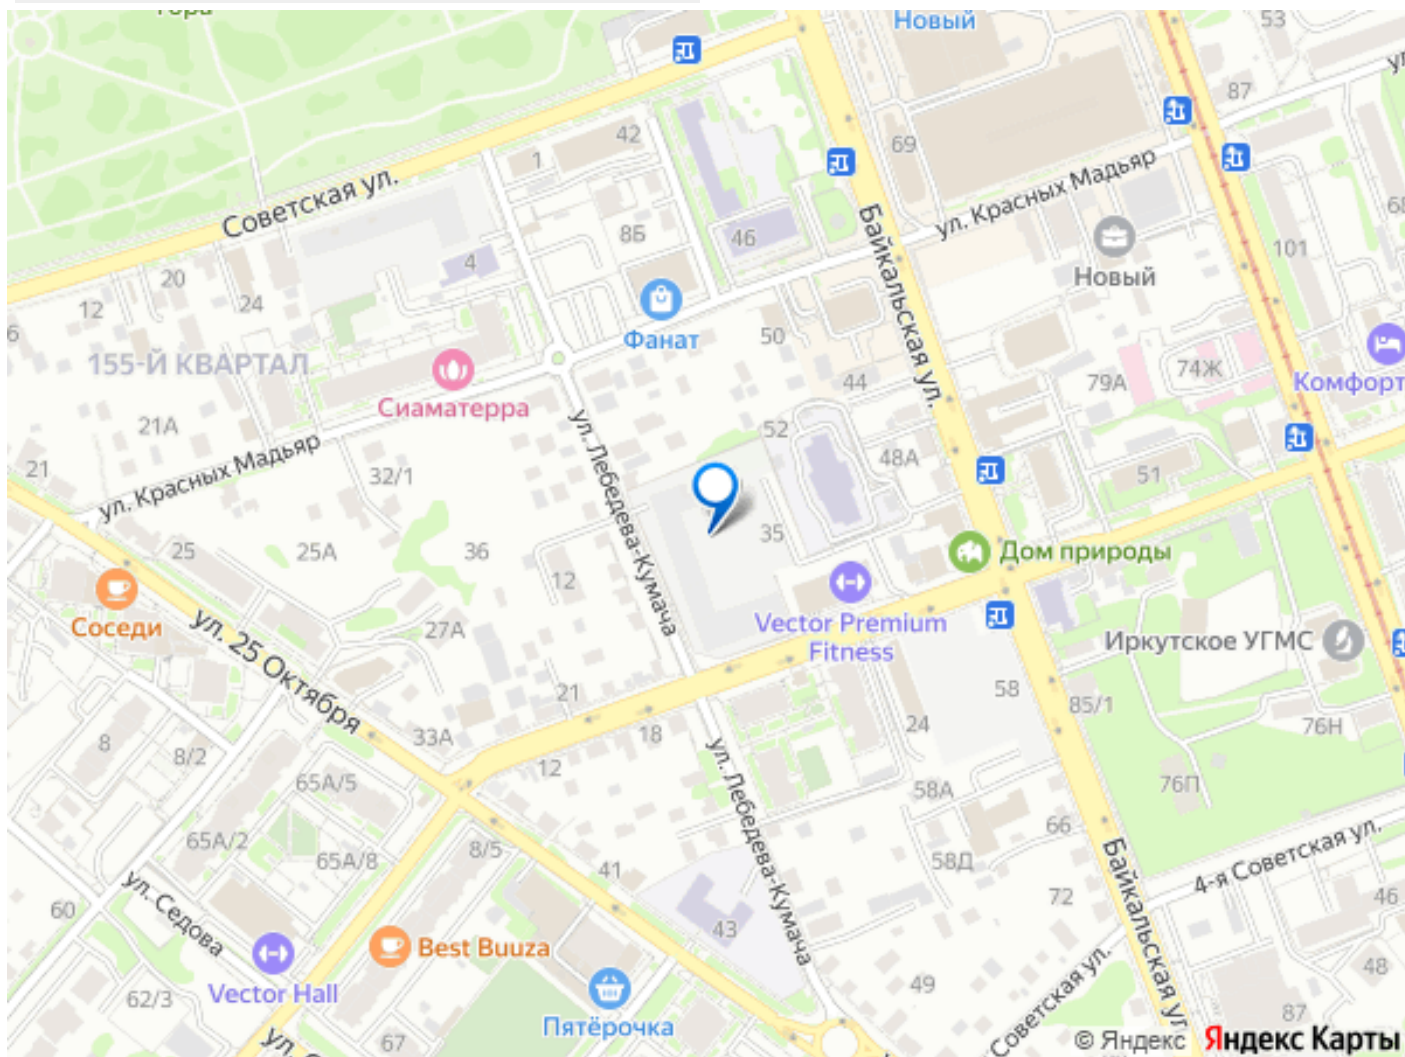 Новый
53
42
1
87
69
ул. Красных Мадьяр
Советская ул.
8Б
46
4
Байкальская ул.
Новый
101
20
24
12
Фанат
50
155-Й КВАРТАЛ
Сиаматерра
44
79А
74Ж
Комфорт
21А
52
48А
21
ул. Красных Мадьяр
32/1
ул. Лебедева-Кумача
51
35
25
25А
36
12
Дом природы
Соседи
27А
Vector Premium
Fitness
Иркутское УГМС
ул. 25 Октября
21
58
85/1
8
8/2
33А
18
24
76Н
12
65А/5
58А
76П
ул. Лебедева-Кумача
65А/2
65А/8
8/5
41
58Д
66
4-я Советская ул.
60
ул. Седова
72
46
43
Байкальская ул
Best Buuza
Vector Hall
48
62/3
49
Пятёрочка
Советская ул.
87
67
© Яндекс Яндекс Карты